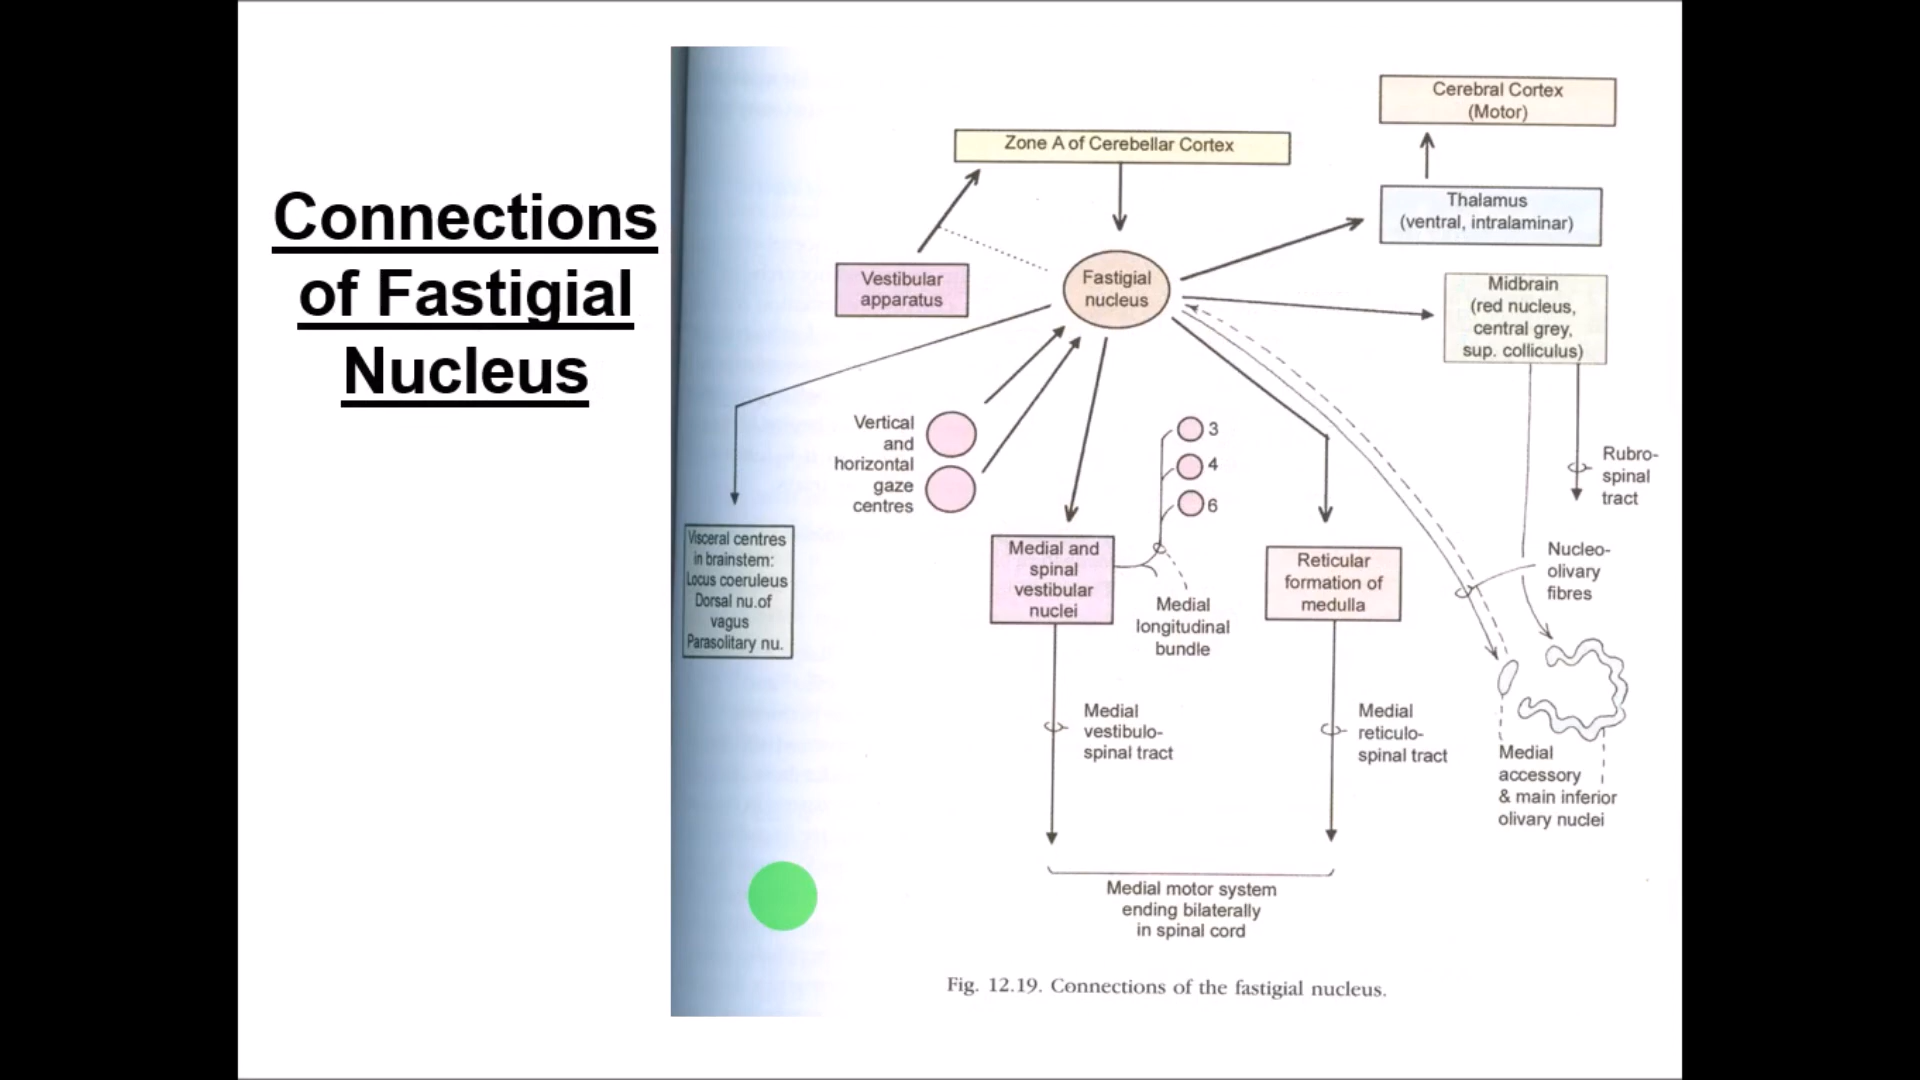 Connections
of Fastigial
Nucleus
Cerebral Cortex
(Motor)
Zone A of Cerebellar Cortex
Thalamus
(ventral, intralaminar)
Vestibular
apparatus
Fastigial
nucleus
Midbrain
(red nucleus,
central grey,
sup. colliculus)
Vertical
and
horizontal
gaze
centres
3
4
6
Rubro-
spinal
tract
Visceral centres
in brainstem:
Locus coeruleus
Dorsal nu.of
vagus
Parasolitary nu.
Medial and
spinal
vestibular
nuclei
Medial
longitudinal
bundle
Reticular
formation of
medulla
Nucleo-
olivary
fibres
Medial
vestibulo-
spinal tract
Medial
reticulo-
spinal tract
Medial
accessory
& main inferior
olivary nuclei
Medial motor system
ending bilaterally
in spinal cord
Fig. 12.19. Connections of the fastigial nucleus.